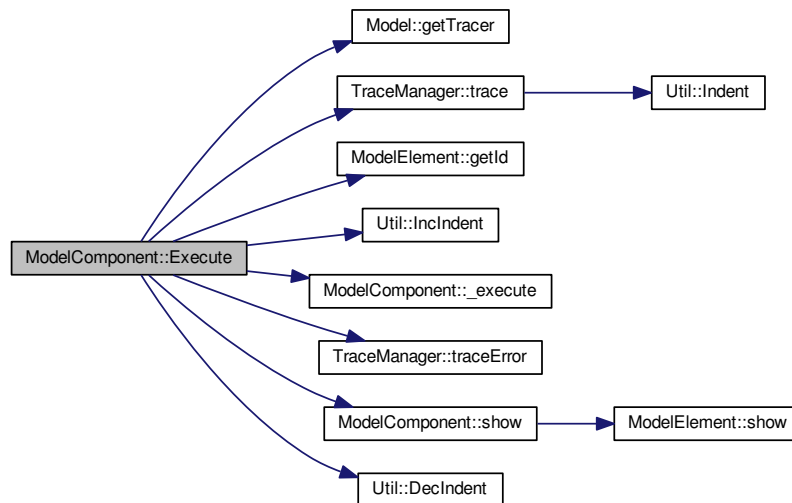 Model::getTracer
TraceManager::trace
Util::Indent
ModelElement::getId
Util::IncIndent
ModelComponent::Execute
ModelComponent::_execute
TraceManager::traceError
ModelComponent::show
ModelElement::show
Util::DecIndent